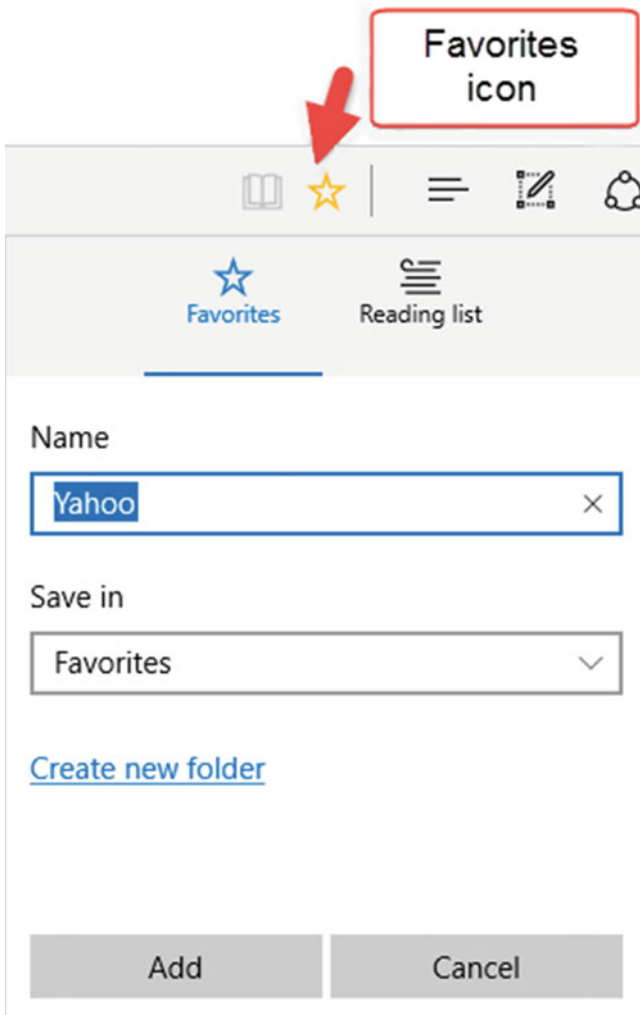 Favorites
icon
Favorites
Reading list
Name
Yahoo
Save in
Favorites
Create new folder
Add
Cancel